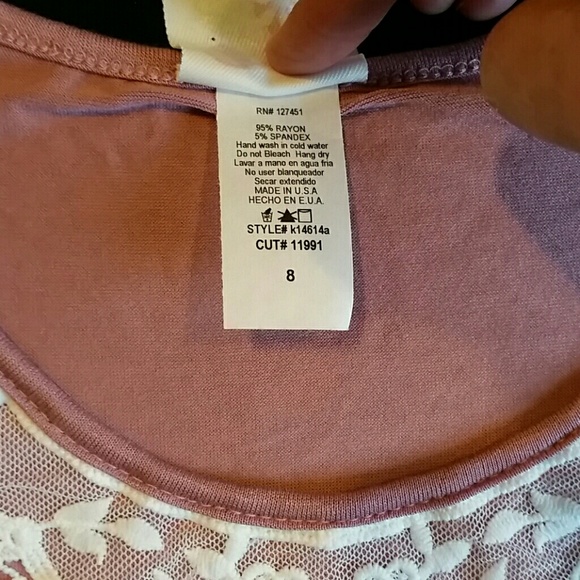 RN# 127451
95% RAYON
5% SPANDEX
Hand wash in cold water
Do not Bleach Hang dry
Lavar a mano en agua fria
No user blanqueador
Secar extendido
MADE IN U.S.A
HECHO EN E.U.A.
STYLE# k14614a
CUT# 11991
8